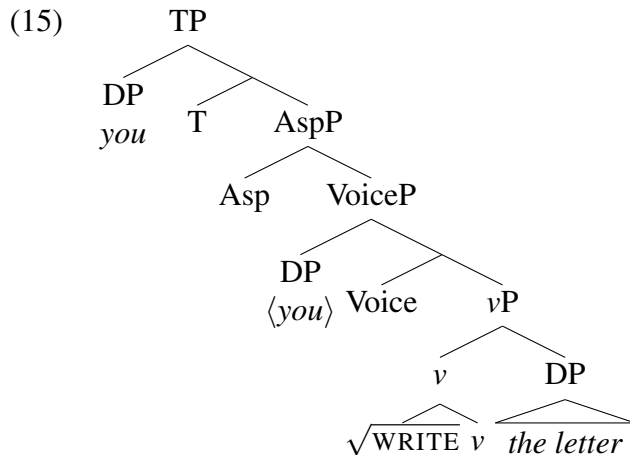 (15) TP
DP
you T AspP
Asp VoiceP
DP
⟨you⟩ Voice vP
v DP
√WRITE v the letter